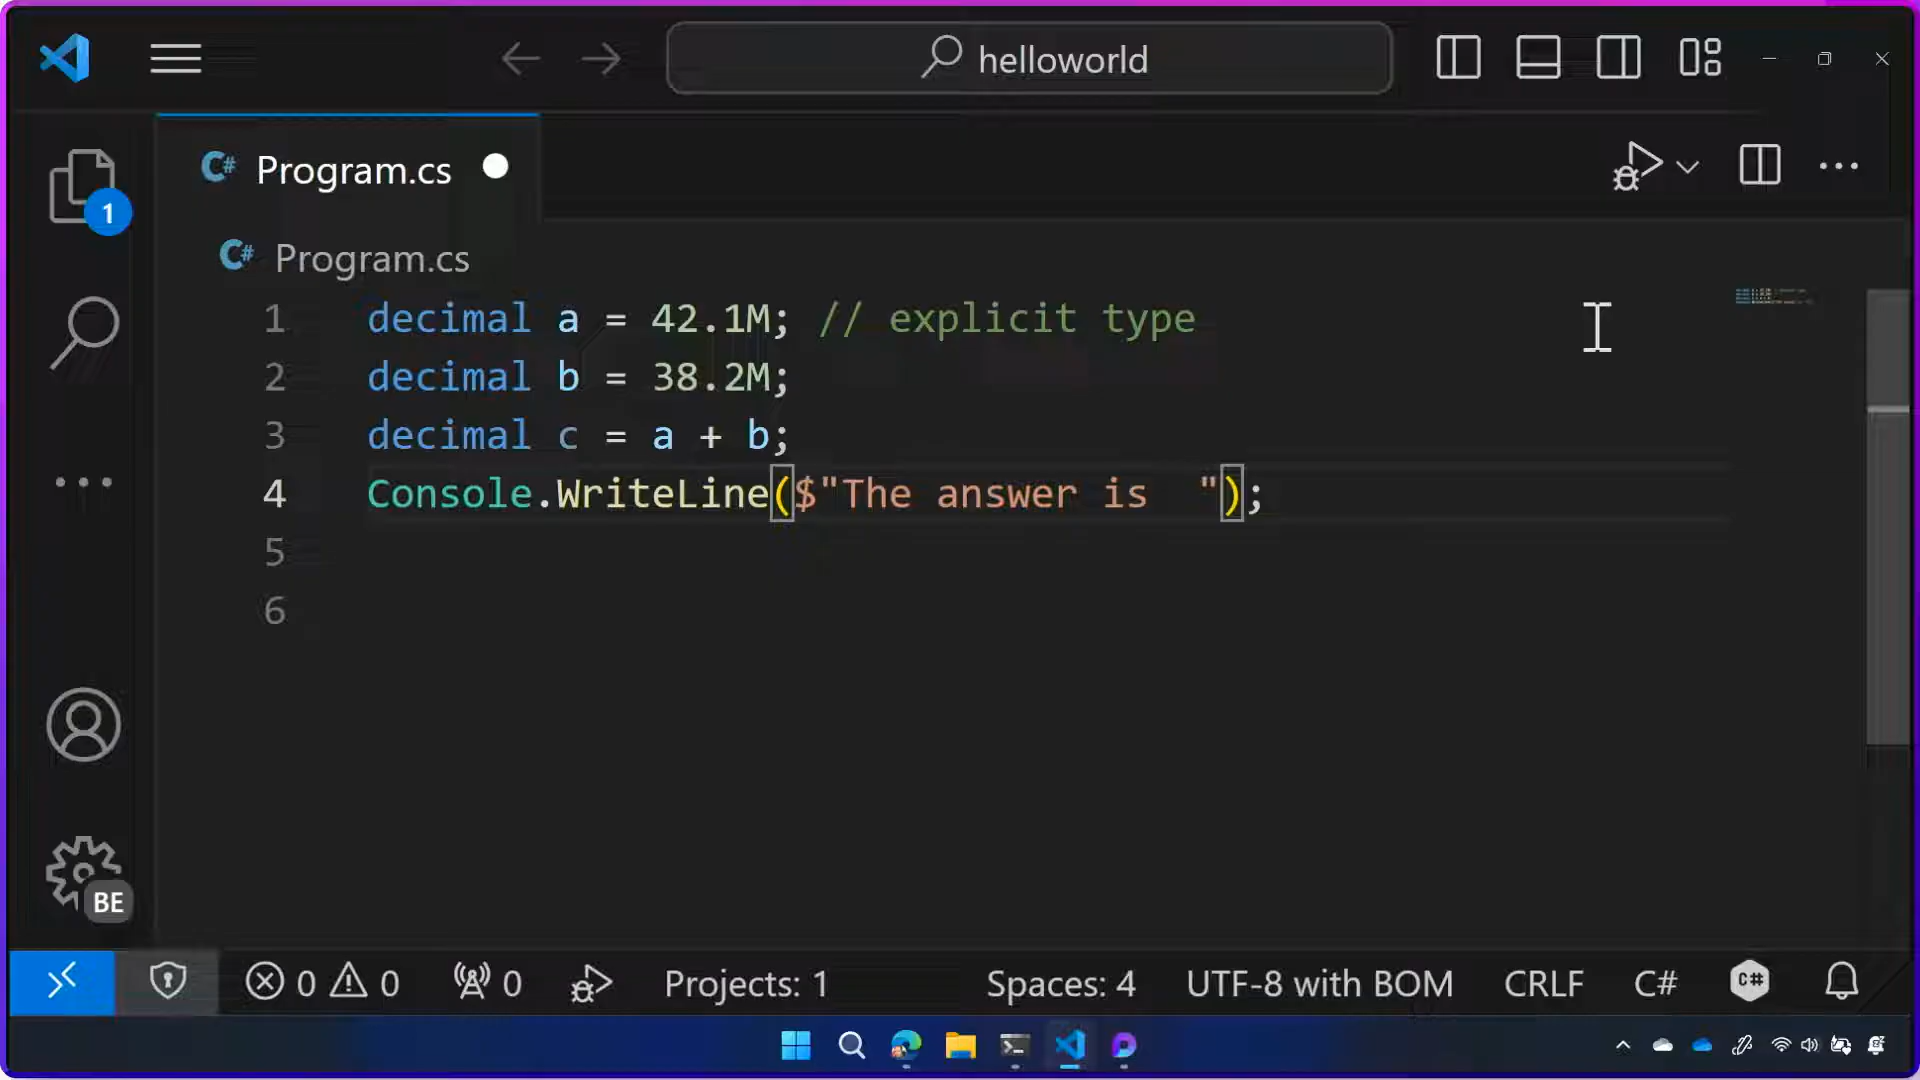 helloworld
C# Program.cs
1
C# Program.cs
1 decimal a = 42.1M; // explicit type
2 decimal b = 38.2M;
3 decimal c = a + b;
4 Console.WriteLine($"The answer is  ");
5
6
BE
0 0 0 Projects: 1 Spaces: 4 UTF-8 with BOM CRLF C# C#